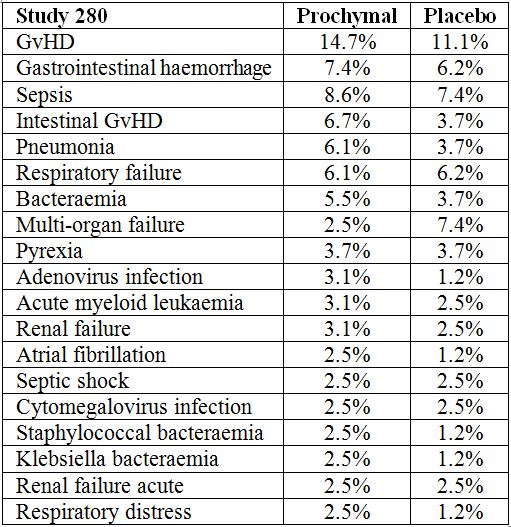 Study 280 Prochymal Placebo
GvHD 14.7% 11.1%
Gastrointestinal haemorrhage 7.4% 6.2%
Sepsis 8.6% 7.4%
Intestinal GvHD 6.7% 3.7%
Pneumonia 6.1% 3.7%
Respiratory failure 6.1% 6.2%
Bacteraemia 5.5% 3.7%
Multi-organ failure 2.5% 7.4%
Pyrexia 3.7% 3.7%
Adenovirus infection 3.1% 1.2%
Acute myeloid leukaemia 3.1% 2.5%
Renal failure 3.1% 2.5%
Atrial fibrillation 2.5% 1.2%
Septic shock 2.5% 2.5%
Cytomegalovirus infection 2.5% 2.5%
Staphylococcal bacteraemia 2.5% 1.2%
Klebsiella bacteraemia 2.5% 1.2%
Renal failure acute 2.5% 2.5%
Respiratory distress 2.5% 1.2%